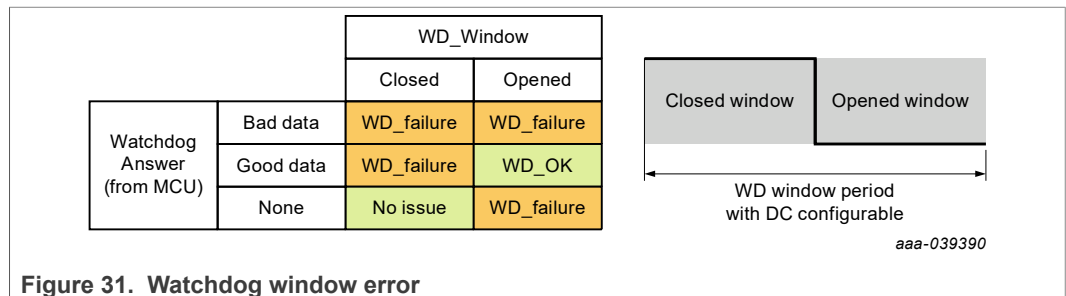 WD_Window
Closed Opened
Watchdog
Answer
(from MCU)
Bad data WD_failure WD_failure
Good data WD_failure WD_OK
None No issue WD_failure
Closed window Opened window
WD window period
with DC configurable
aaa-039390
Figure 31. Watchdog window error